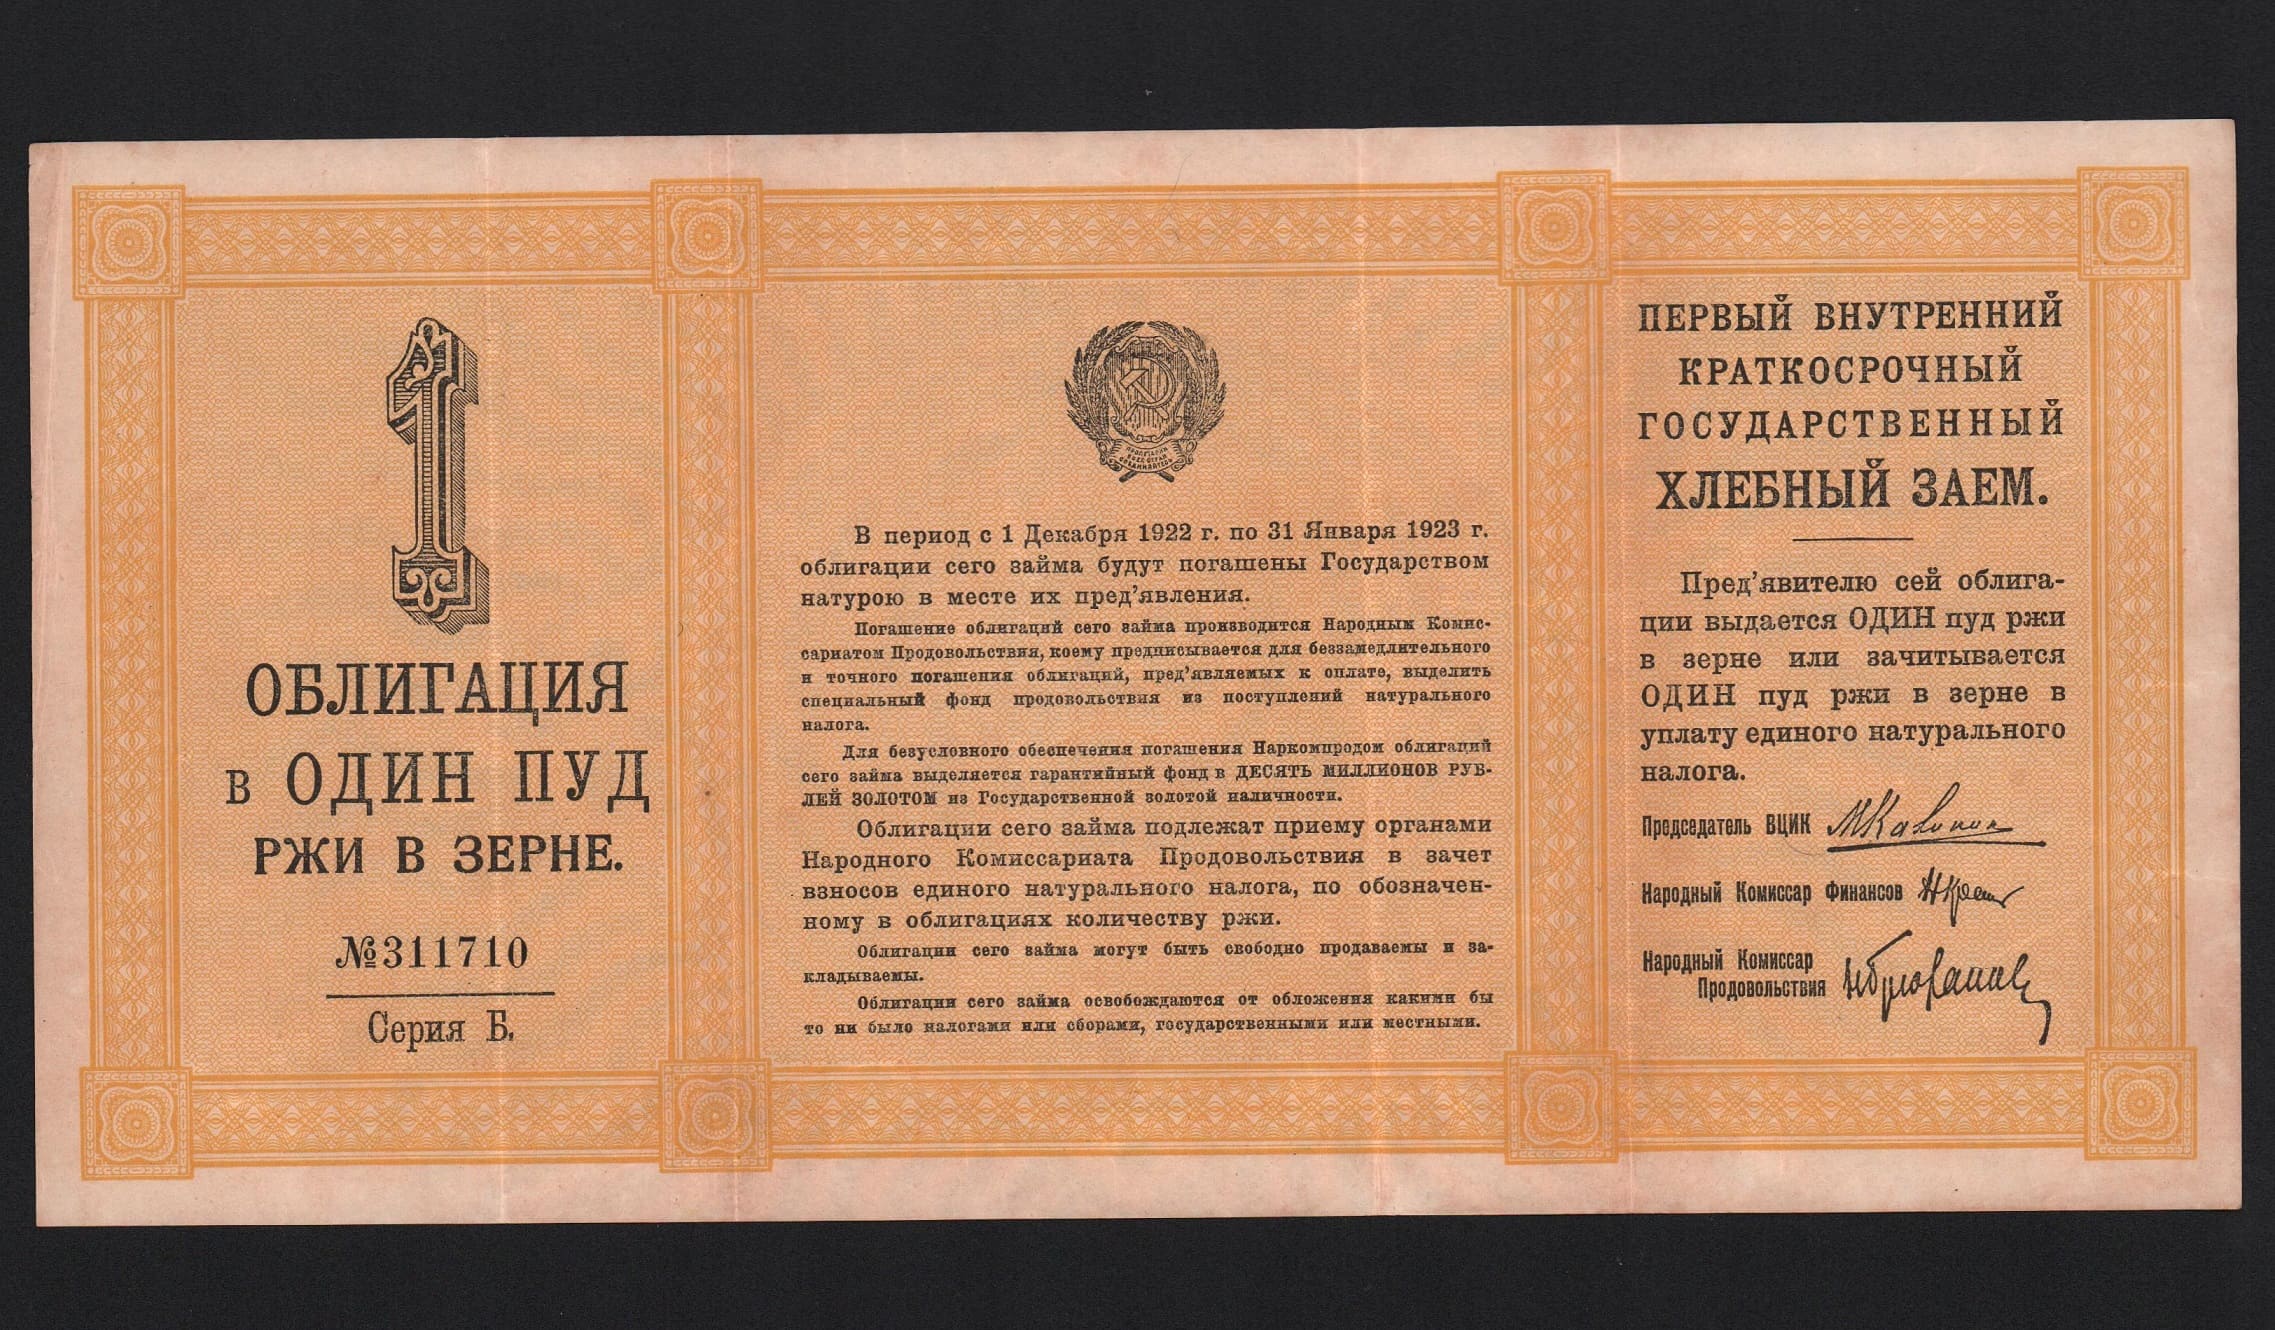 1
ОБЛИГАЦИЯ
в ОДИН ПУД
РЖИ В ЗЕРНЕ.
№311710
Серия Б.
ПРОЛЕТАРИИ
ВСЕХ СТРАН
СОЕДИНЯЙТЕСЬ
В период с 1 Декабря 1922 г. по 31 Января 1923 г.
облигации сего займа будут погашены Государством
натурою в месте их пред'явления.
Погашение облигаций сего займа производится Народным Комис-
сариатом Продовольствия, коему предписывается для беззамедлительного
и точного погашения облигаций, пред'являемых к оплате, выделить
специальный фонд продовольствия из поступлений натурального
налога.
Для безусловного обеспечения погашения Наркомпродом облигаций
сего займа выделяется гарантийный фонд в ДЕСЯТЬ МИЛЛИОНОВ РУБ-
ЛЕЙ ЗОЛОТОМ из Государственной золотой наличности.
Облигации сего займа подлежат приему органами
Народного Комиссариата Продовольствия в зачет
взносов единого натурального налога, по обозначен-
ному в облигациях количеству ржи.
Облигации сего займа могут быть свободно продаваемы и за-
кладываемы.
Облигации сего займа освобождаются от обложения какими бы
то ни было налогами или сборами, государственными или местными.
ПЕРВЫЙ ВНУТРЕННИЙ
КРАТКОСРОЧНЫЙ
ГОСУДАРСТВЕННЫЙ
ХЛЕБНЫЙ ЗАЕМ.
Пред'явителю сей облига-
ции выдается ОДИН пуд ржи
в зерне или зачитывается
ОДИН пуд ржи в зерне в
уплату единого натурального
налога.
Председатель ВЦИК МКалинин
Народный Комиссар Финансов
Народный Комиссар
Продовольствия